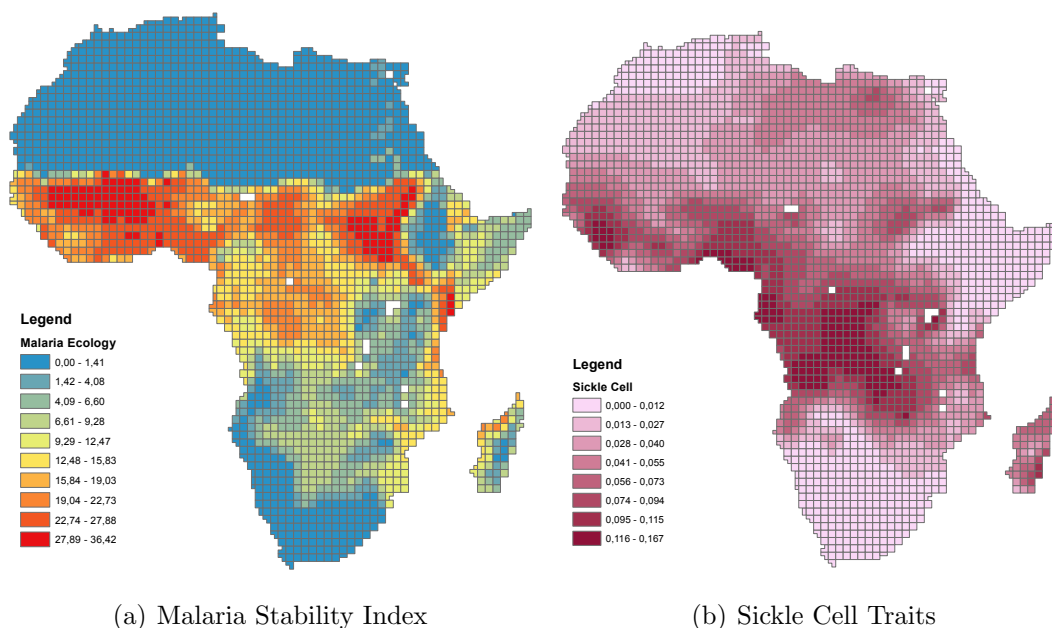 Legend
Malaria Ecology
0,00 - 1,41
1,42 - 4,08
4,09 - 6,60
6,61 - 9,28
9,29 - 12,47
12,48 - 15,83
15,84 - 19,03
19,04 - 22,73
22,74 - 27,88
27,89 - 36,42
(a) Malaria Stability Index
Legend
Sickle Cell
0,000 - 0,012
0,013 - 0,027
0,028 - 0,040
0,041 - 0,055
0,056 - 0,073
0,074 - 0,094
0,095 - 0,115
0,116 - 0,167
(b) Sickle Cell Traits